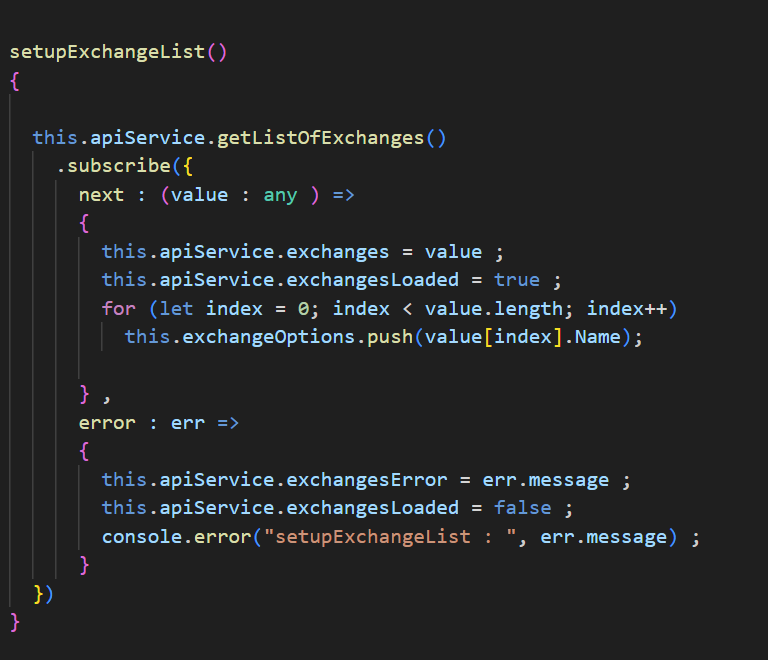 setupExchangeList()
{
this.apiService.getListOfExchanges()
.subscribe({
next : (value : any ) =>
{
this.apiService.exchanges = value ;
this.apiService.exchangesLoaded = true ;
for (let index = 0; index < value.length; index++)
this.exchangeOptions.push(value[index].Name);
} ,
error : err =>
{
this.apiService.exchangesError = err.message ;
this.apiService.exchangesLoaded = false ;
console.error("setupExchangeList : ", err.message) ;
}
})
}